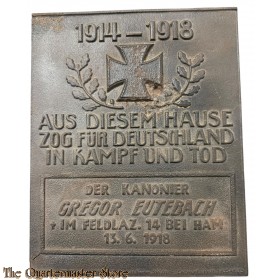 1914 – 1918
AUS DIESEM HAUSE
ZOG FÜR DEUTSCHLAND
IN KAMPF UND TOD
DER KANONIER
GREGOR EUTEBACH
† IM FELDLAZ. 14 BEI HAM
13. 6. 1918
© The Quartermaster Store